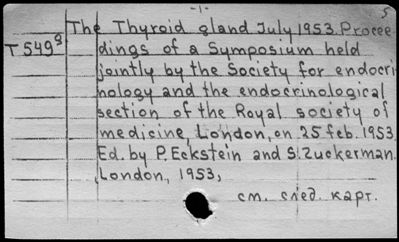 -1-
5
The Thyroid gland July 1953. Procee
T 549⁹ dings of a Symposium held
jointly by the Society for endocri
nology and the endocrinological
section of the Royal society of
medicine, London, on 25 feb. 1953
Ed. by P. Eckstein and S. Zuckerman.
London, 1953,
см. след. карт.